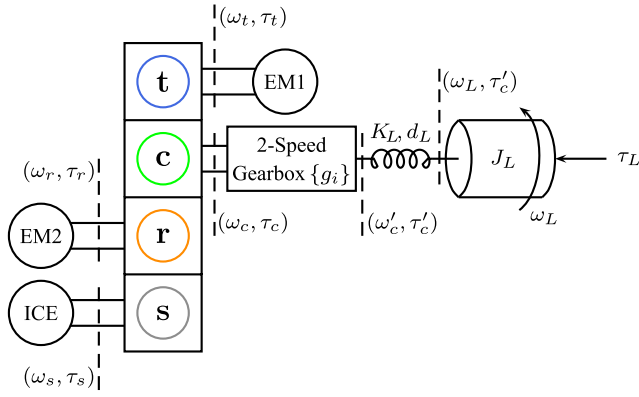 (ω_t, τ_t)
t
EM1
(ω_L, τ′_c)
K_L, d_L
2-Speed
Gearbox {g_i}
c
J_L
τ_L
(ω_r, τ_r)
(ω_c, τ_c)
(ω′_c, τ′_c)
ω_L
EM2
r
ICE
s
(ω_s, τ_s)